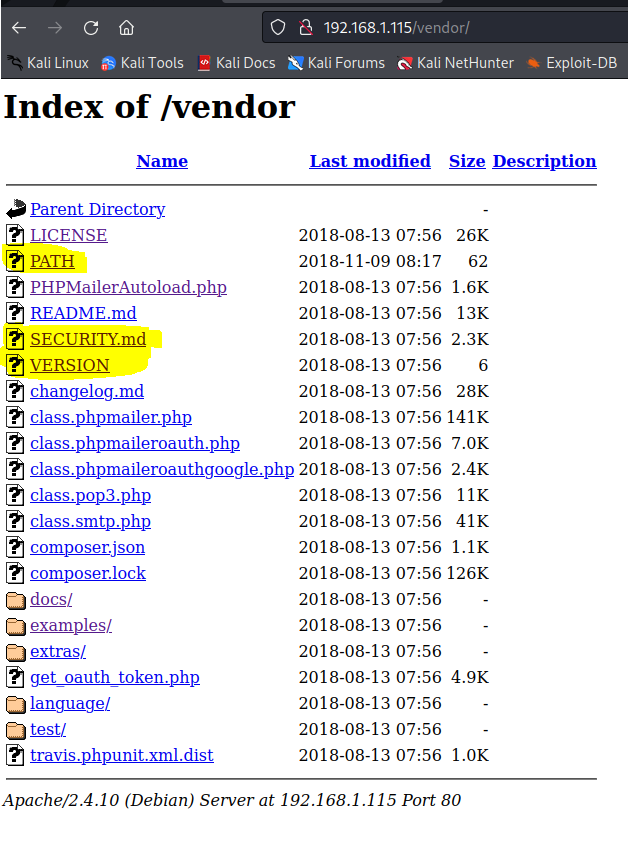 192.168.1.115/vendor/
Kali Linux Kali Tools Kali Docs Kali Forums Kali NetHunter Exploit-DB
Index of /vendor
Name Last modified Size Description
Parent Directory -
LICENSE 2018-08-13 07:56 26K
PATH 2018-11-09 08:17 62
PHPMailerAutoload.php 2018-08-13 07:56 1.6K
README.md 2018-08-13 07:56 13K
SECURITY.md 2018-08-13 07:56 2.3K
VERSION 2018-08-13 07:56 6
changelog.md 2018-08-13 07:56 28K
class.phpmailer.php 2018-08-13 07:56 141K
class.phpmaileroauth.php 2018-08-13 07:56 7.0K
class.phpmaileroauthgoogle.php 2018-08-13 07:56 2.4K
class.pop3.php 2018-08-13 07:56 11K
class.smtp.php 2018-08-13 07:56 41K
composer.json 2018-08-13 07:56 1.1K
composer.lock 2018-08-13 07:56 126K
docs/ 2018-08-13 07:56 -
examples/ 2018-08-13 07:56 -
extras/ 2018-08-13 07:56 -
get_oauth_token.php 2018-08-13 07:56 4.9K
language/ 2018-08-13 07:56 -
test/ 2018-08-13 07:56 -
travis.phpunit.xml.dist 2018-08-13 07:56 1.0K
Apache/2.4.10 (Debian) Server at 192.168.1.115 Port 80